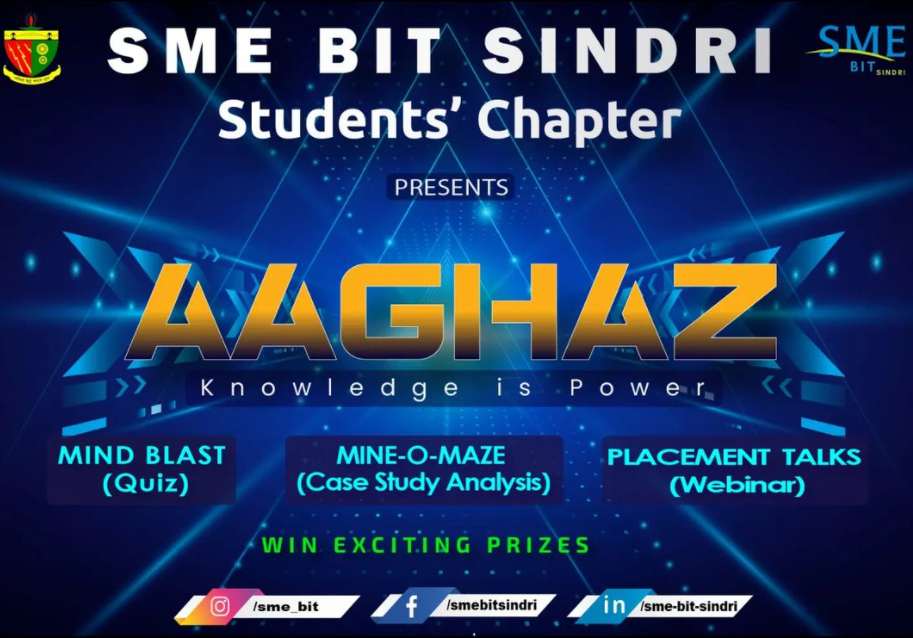 SME BIT SINDRI
SME
BIT SINDRI
Students' Chapter
PRESENTS
AAGHAZ
Knowledge is Power
MIND BLAST
(Quiz)
MINE-O-MAZE
(Case Study Analysis)
PLACEMENT TALKS
(Webinar)
WIN EXCITING PRIZES
/sme_bit
/smebitsindri
/sme-bit-sindri